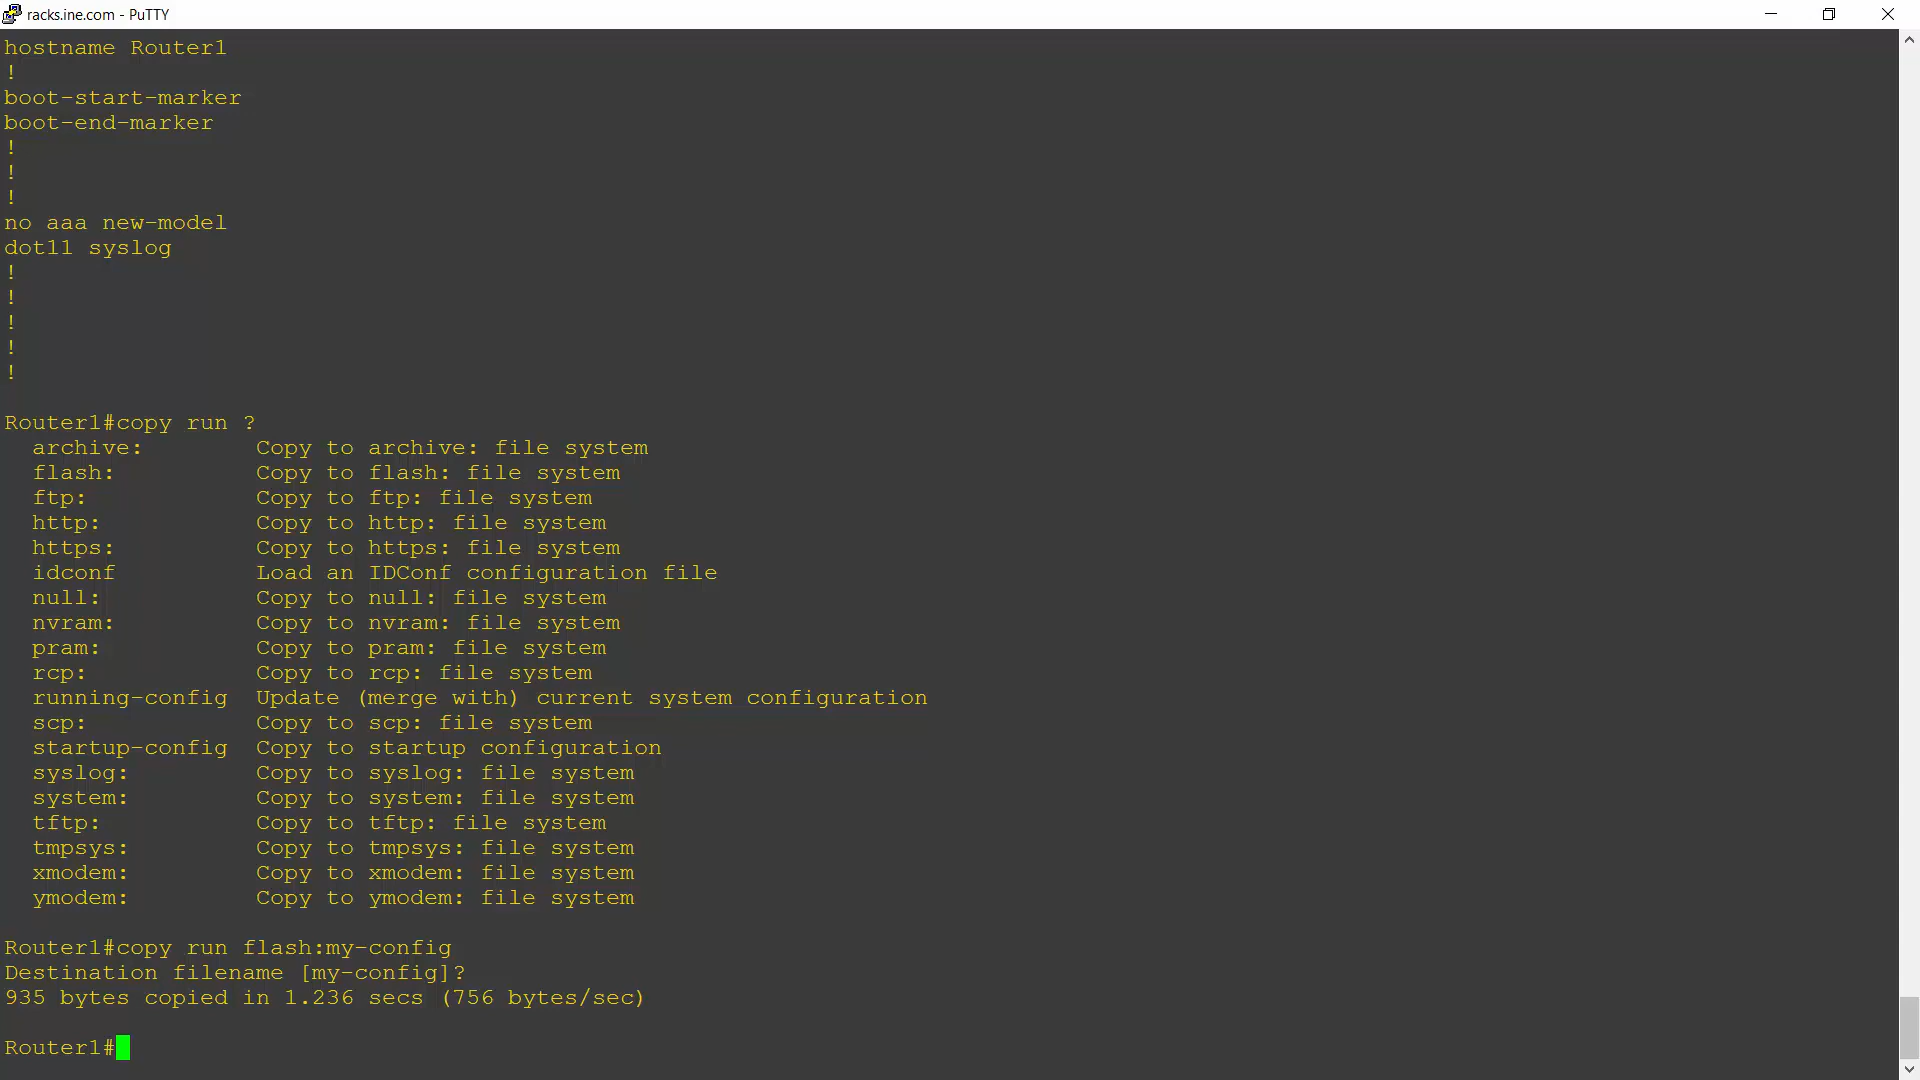 racks.ine.com - PuTTY
hostname Router1
!
boot-start-marker
boot-end-marker
!
!
!
no aaa new-model
dot11 syslog
!
!
!
!
!
Router1#copy run ?
archive: Copy to archive: file system
flash: Copy to flash: file system
ftp: Copy to ftp: file system
http: Copy to http: file system
https: Copy to https: file system
idconf Load an IDConf configuration file
null: Copy to null: file system
nvram: Copy to nvram: file system
pram: Copy to pram: file system
rcp: Copy to rcp: file system
running-config Update (merge with) current system configuration
scp: Copy to scp: file system
startup-config Copy to startup configuration
syslog: Copy to syslog: file system
system: Copy to system: file system
tftp: Copy to tftp: file system
tmpsys: Copy to tmpsys: file system
xmodem: Copy to xmodem: file system
ymodem: Copy to ymodem: file system
Router1#copy run flash:my-config
Destination filename [my-config]?
935 bytes copied in 1.236 secs (756 bytes/sec)
Router1#